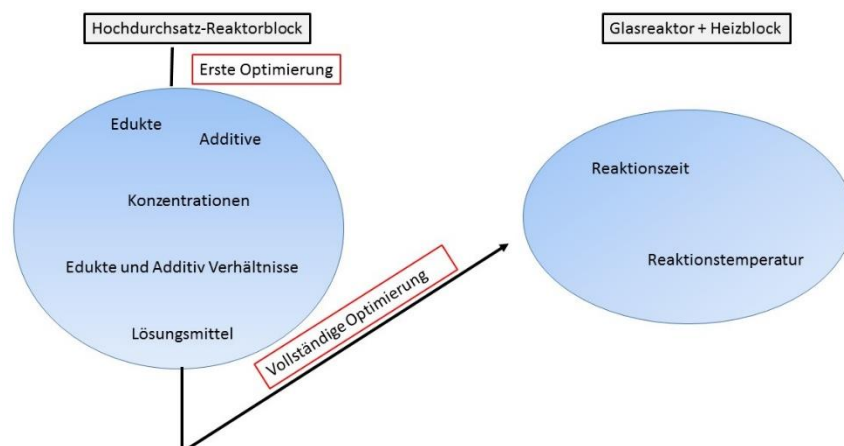 Hochdurchsatz-Reaktorblock
Glasreaktor + Heizblock
Erste Optimierung
Edukte
Additive
Konzentrationen
Edukte und Additiv Verhältnisse
Lösungsmittel
Vollständige Optimierung
Reaktionszeit
Reaktionstemperatur